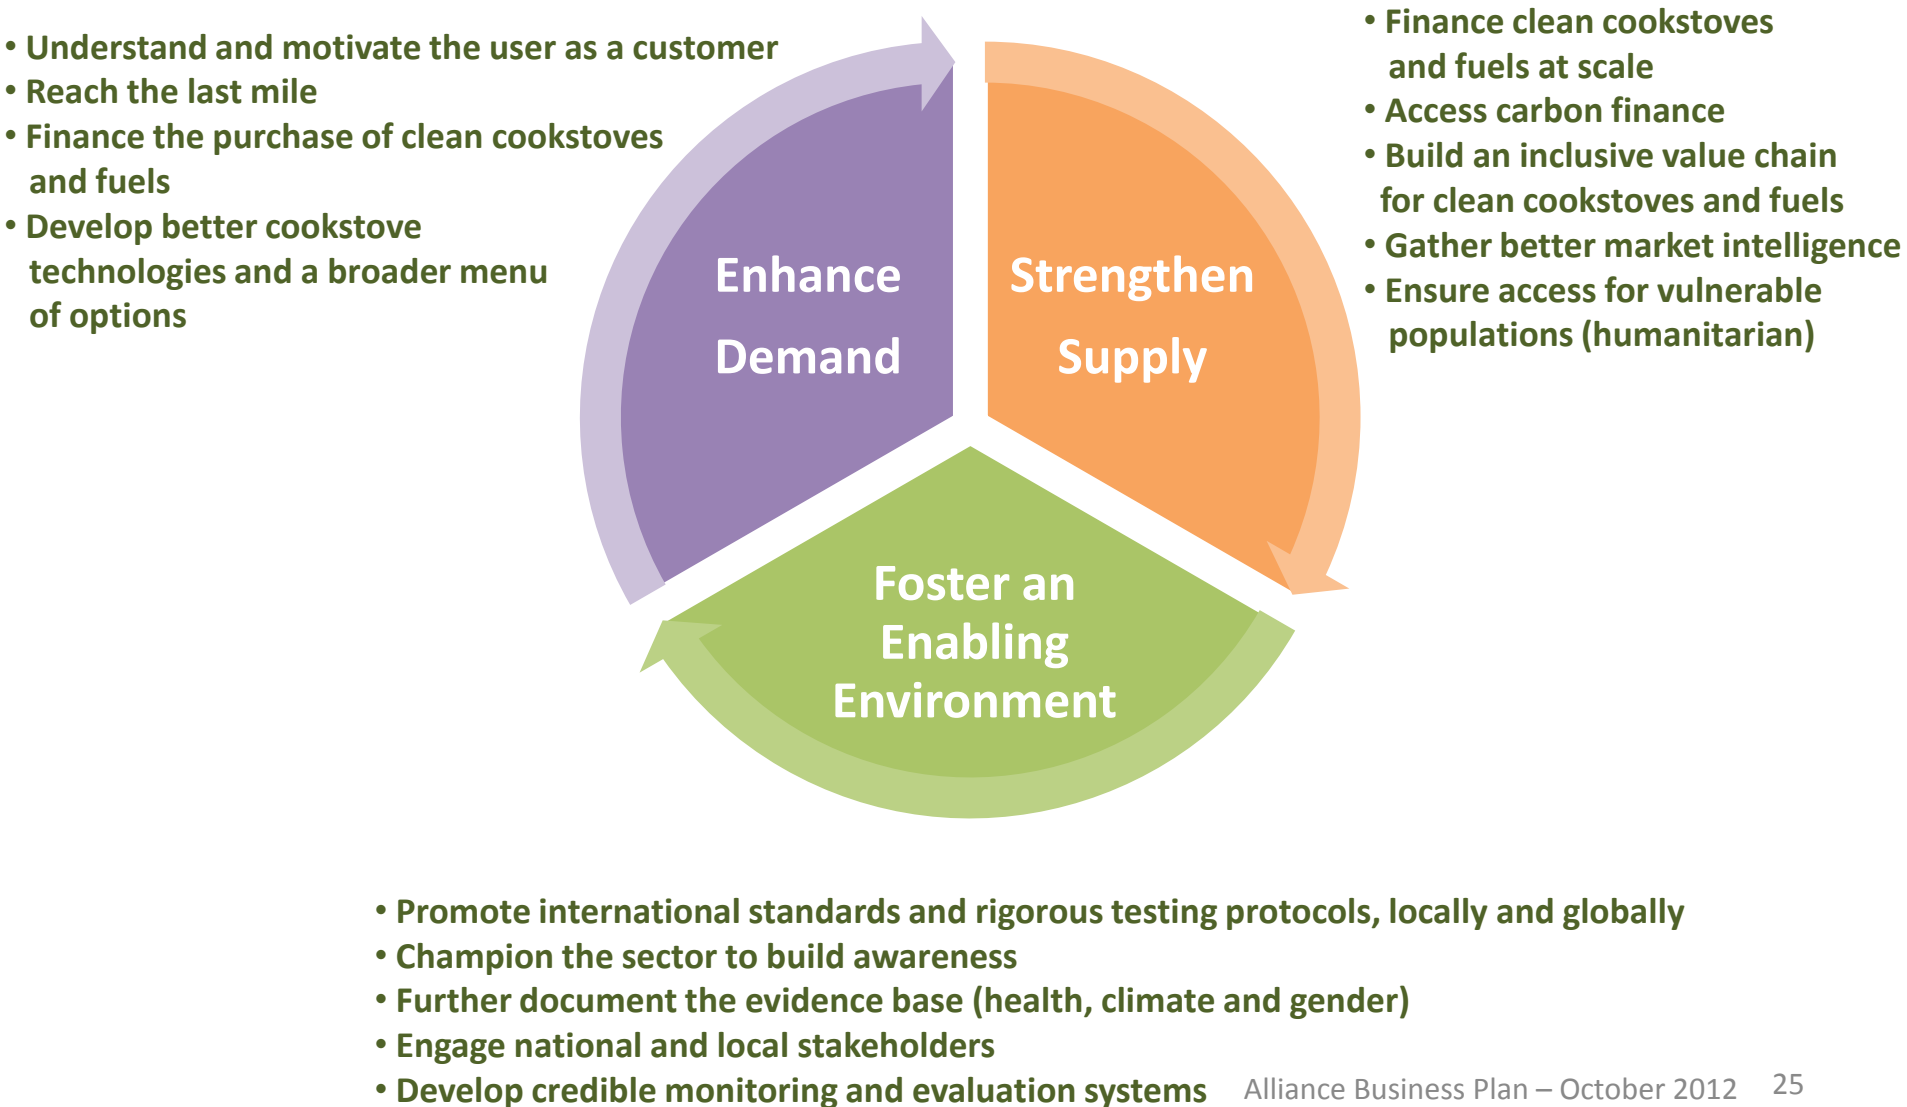 • Understand and motivate the user as a customer
• Reach the last mile
• Finance the purchase of clean cookstoves
and fuels
• Develop better cookstove
technologies and a broader menu
of options
• Finance clean cookstoves
and fuels at scale
• Access carbon finance
• Build an inclusive value chain
for clean cookstoves and fuels
• Gather better market intelligence
• Ensure access for vulnerable
populations (humanitarian)
Enhance
Demand
Strengthen
Supply
Foster an
Enabling
Environment
• Promote international standards and rigorous testing protocols, locally and globally
• Champion the sector to build awareness
• Further document the evidence base (health, climate and gender)
• Engage national and local stakeholders
• Develop credible monitoring and evaluation systems
Alliance Business Plan – October 2012 25